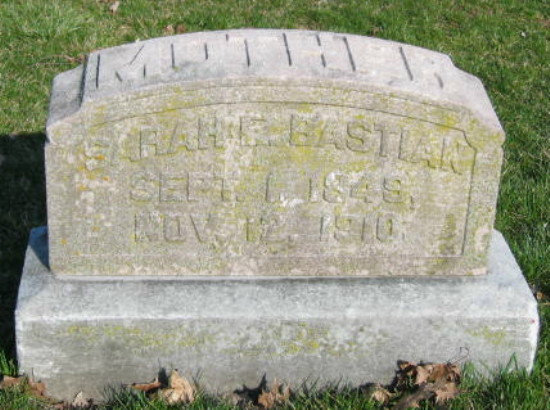 MOTHER
SARAH E. BASTIAN
SEPT. 1, 1849,
NOV. 12, 1910.